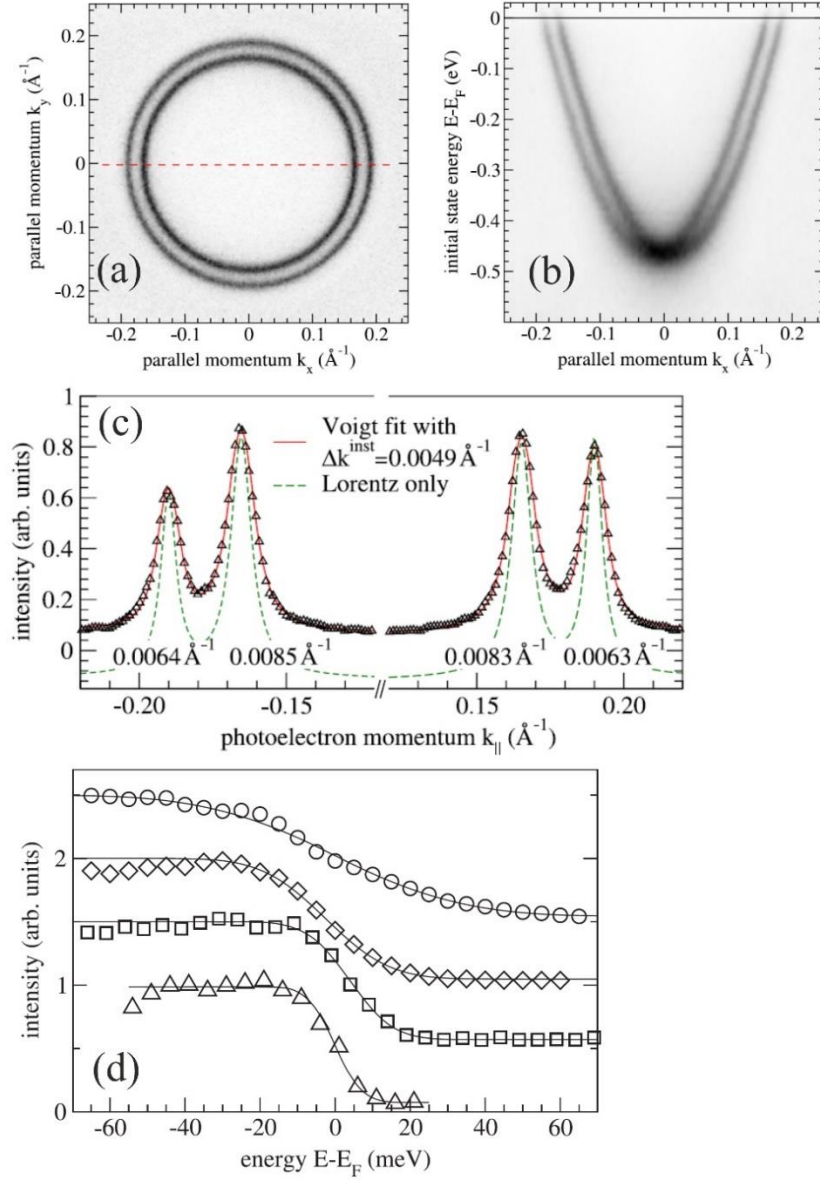 (a)
parallel momentum k_y (Å⁻¹)
0.2
0.1
0
-0.1
-0.2
-0.2 -0.1 0 0.1 0.2
parallel momentum k_x (Å⁻¹)
(b)
initial state energy E-E_F (eV)
0
-0.1
-0.2
-0.3
-0.4
-0.5
-0.2 -0.1 0 0.1 0.2
parallel momentum k_x (Å⁻¹)
(c)
intensity (arb. units)
1
0.8
0.6
0.4
0.2
0
Voigt fit with
Δk^inst=0.0049 Å⁻¹
Lorentz only
0.0064 Å⁻¹ 0.0085 Å⁻¹ 0.0083 Å⁻¹ 0.0063 Å⁻¹
-0.20 -0.15 // 0.15 0.20
photoelectron momentum k_|| (Å⁻¹)
(d)
intensity (arb. units)
2
1
0
-60 -40 -20 0 20 40 60
energy E-E_F (meV)